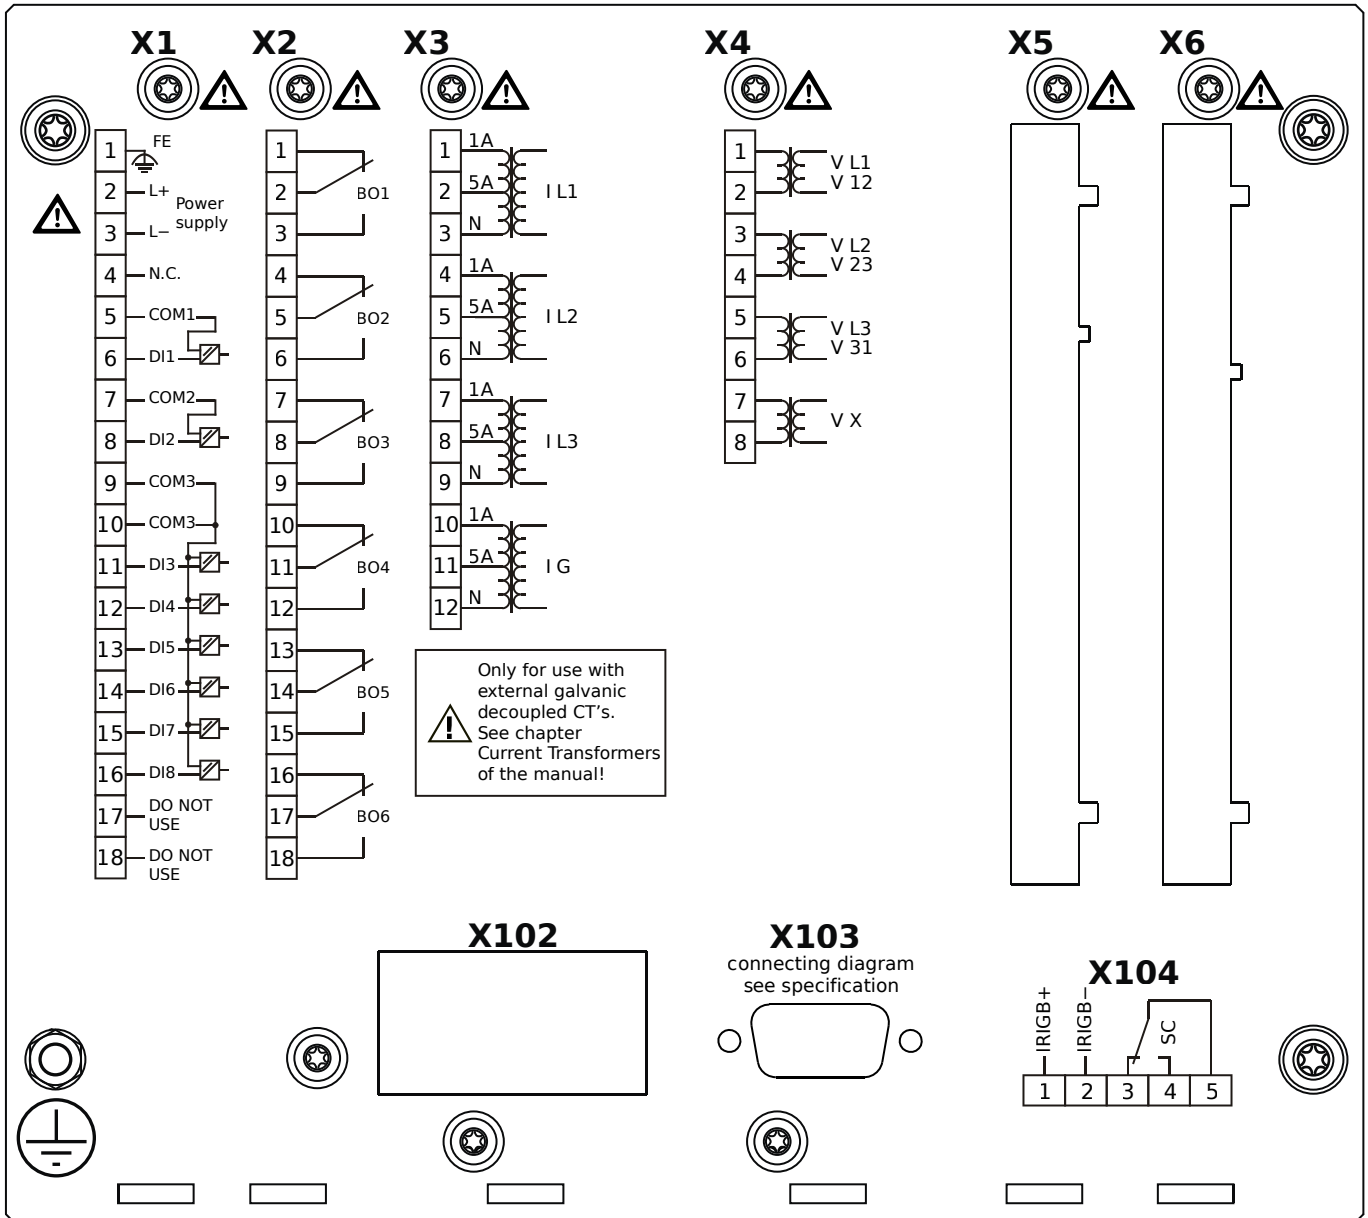 X1
X2
X3
X4
X5
X6
1 FE
2 L+
Power
supply
3 L−
4 N.C.
5 COM1
6 DI1
7 COM2
8 DI2
9 COM3
10 COM3
11 DI3
12 DI4
13 DI5
14 DI6
15 DI7
16 DI8
17 DO NOT
USE
18 DO NOT
USE
1
2 BO1
3
4
5 BO2
6
7
8 BO3
9
10
11 BO4
12
13
14 BO5
15
16
17 BO6
18
1 1A
2 5A I L1
3 N
4 1A
5 5A I L2
6 N
7 1A
8 5A I L3
9 N
10 1A
11 5A I G
12 N
Only for use with
external galvanic
decoupled CT's.
See chapter
Current Transformers
of the manual!
1 V L1
2 V 12
3 V L2
4 V 23
5 V L3
6 V 31
7 V X
8
X102
X103
connecting diagram
see specification
X104
IRIGB+
IRIGB−
SC
1 2 3 4 5